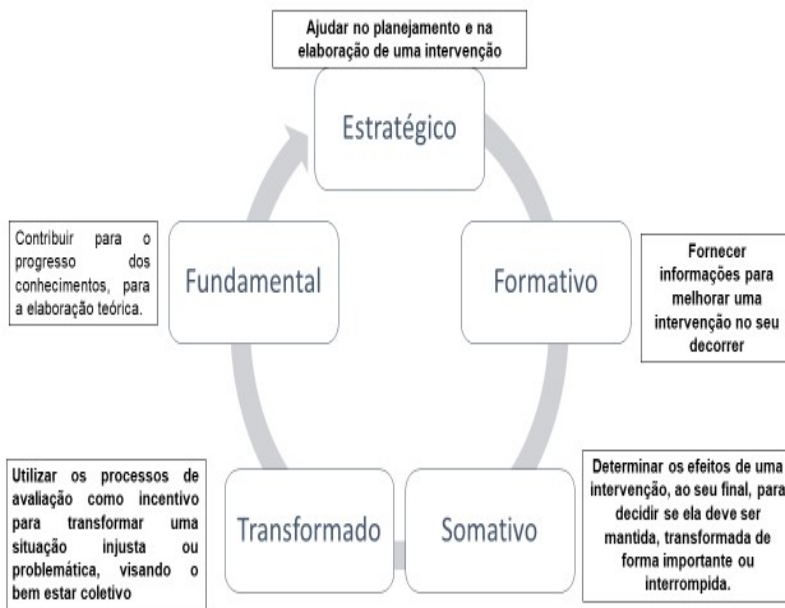 Ajudar no planejamento e na
elaboração de uma intervenção
Estratégico
Formativo
Fornecer
informações para
melhorar uma
intervenção no seu
decorrer
Somativo
Determinar os efeitos de uma
intervenção, ao seu final, para
decidir se ela deve ser
mantida, transformada de
forma importante ou
interrompida.
Transformado
Utilizar os processos de
avaliação como incentivo
para transformar uma
situação injusta ou
problemática, visando o
bem estar coletivo
Fundamental
Contribuir para o
progresso dos
conhecimentos, para
a elaboração teórica.